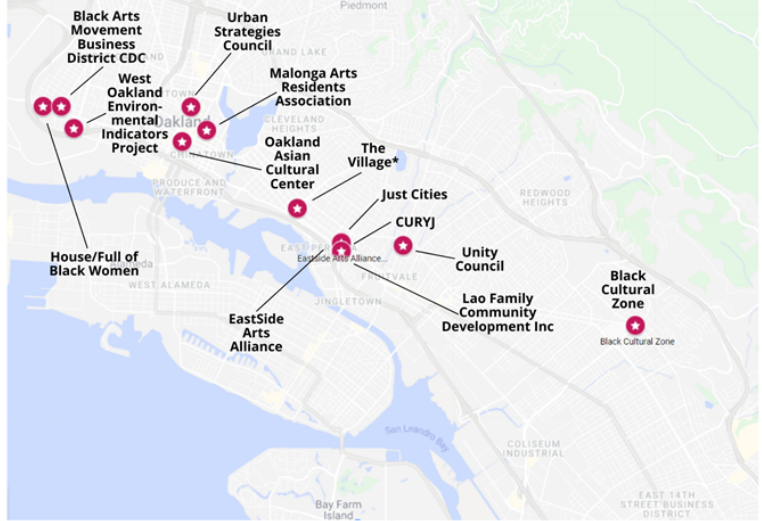 Piedmont
Black Arts
Movement
Business
District CDC
Urban
Strategies
Council
GRAND LAKE
West
Oakland
Environ-
mental
Indicators
Project
Malonga Arts
Residents
Association
Oakland
CLEVELAND
HEIGHTS
CHINATOWN
Oakland
Asian
Cultural
Center
The
Village*
PRODUCE AND
WATERFRONT
Just Cities
CURYJ
REDWOOD
HEIGHTS
House/Full of
Black Women
Alameda
WEST ALAMEDA
Eastside Arts Alliance...
Unity
Council
FRUITVALE
JINGLETOWN
EastSide
Arts
Alliance
Lao Family
Community
Development Inc
Black
Cultural
Zone
Black Cultural Zone
San Leandro Bay
COLISEUM
INDUSTRIAL
Bay Farm
Island
EAST 14TH
STREET BUSINESS
DISTRICT